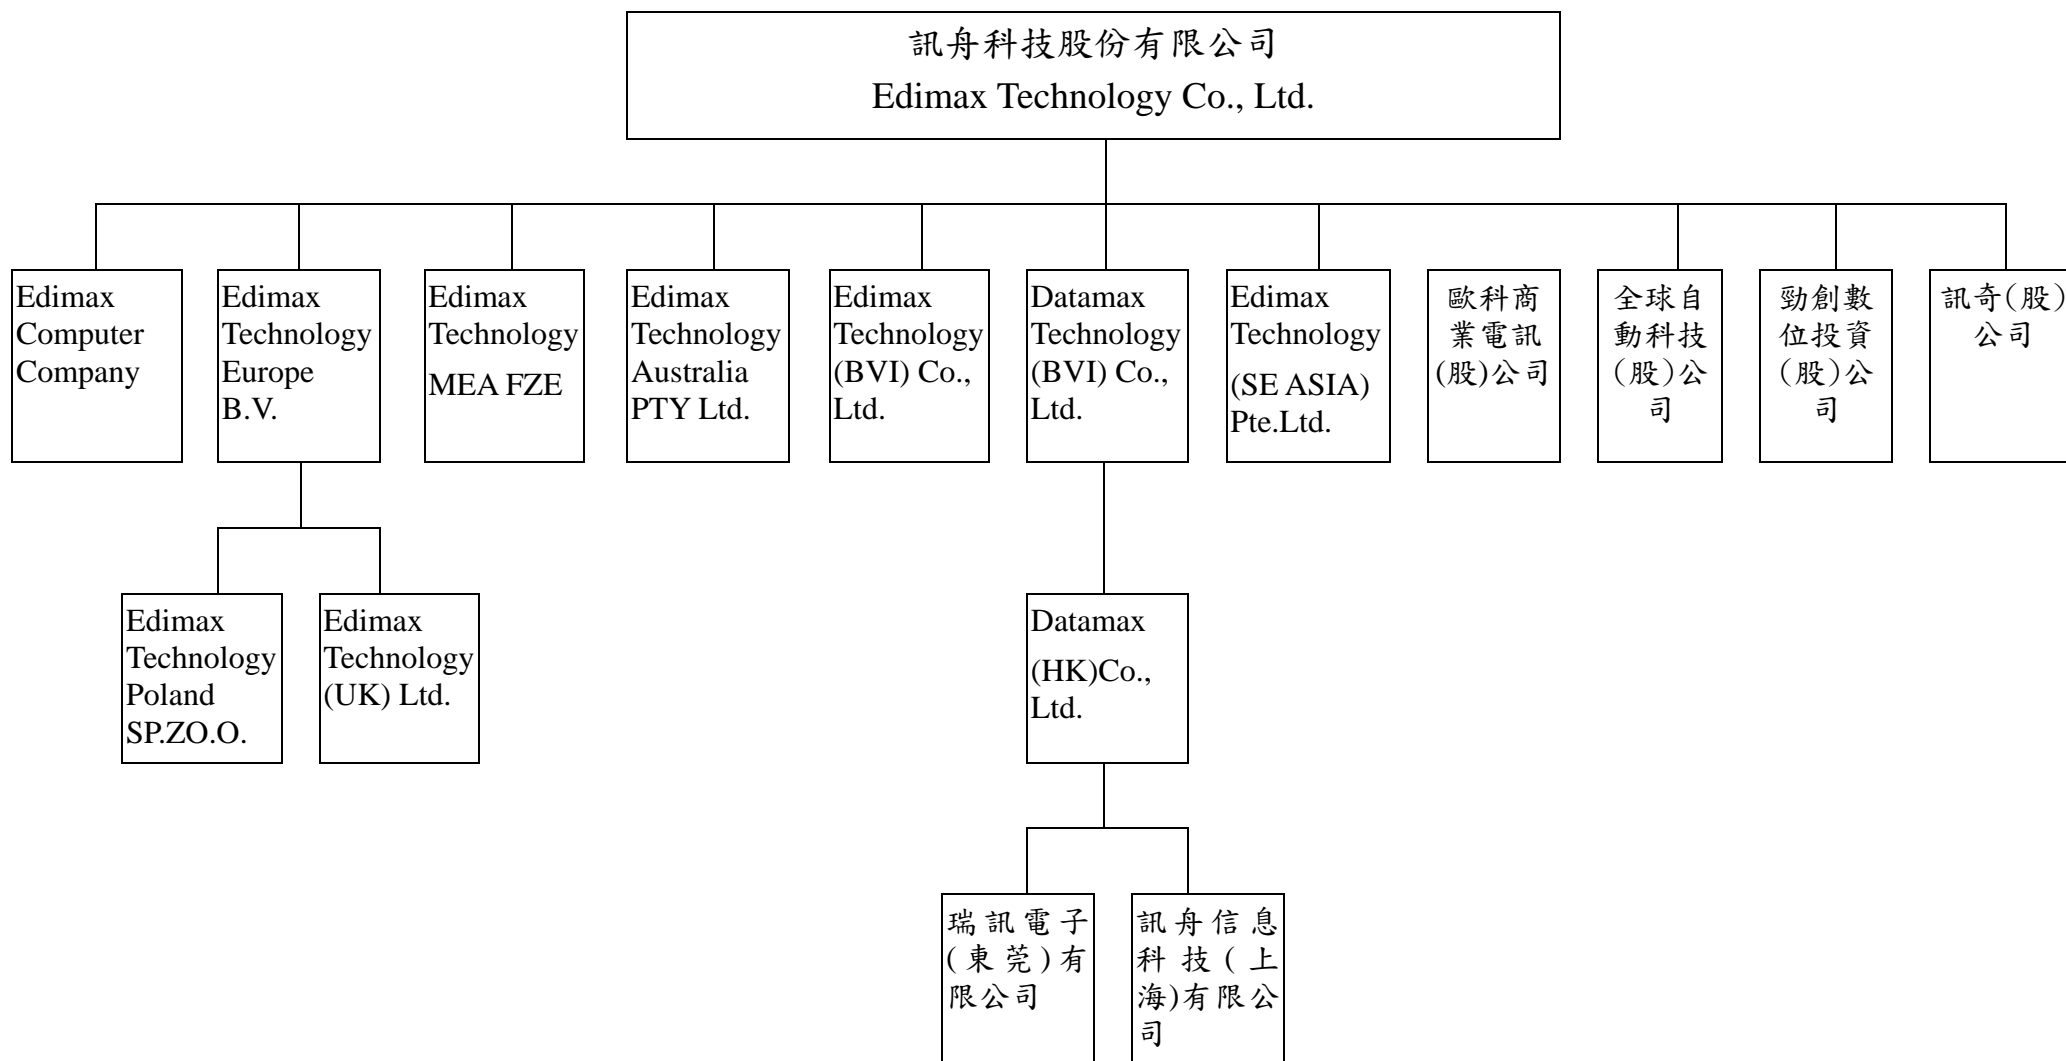 訊舟科技股份有限公司
Edimax Technology Co., Ltd.
Edimax
Computer
Company
Edimax
Technology
Europe
B.V.
Edimax
Technology
MEA FZE
Edimax
Technology
Australia
PTY Ltd.
Edimax
Technology
(BVI) Co.,
Ltd.
Datamax
Technology
(BVI) Co.,
Ltd.
Edimax
Technology
(SE ASIA)
Pte.Ltd.
歐科商
業電訊
(股)公司
全球自
動科技
(股)公
司
勁創數
位投資
(股)公
司
訊奇(股)
公司
Edimax
Technology
Poland
SP.ZO.O.
Edimax
Technology
(UK) Ltd.
Datamax
(HK)Co.,
Ltd.
瑞訊電子
(東莞)有
限公司
訊舟信息
科技(上
海)有限公
司